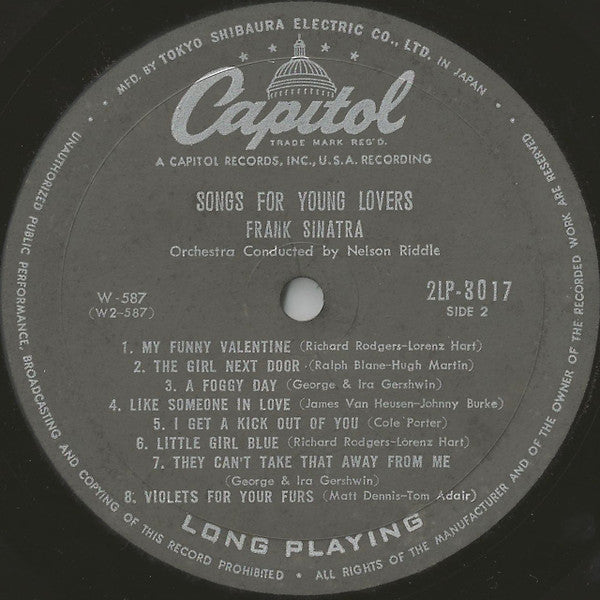 MFD. BY TOKYO SHIBAURA ELECTRIC CO., LTD. IN JAPAN
Capitol
TRADE MARK REG'D.
A CAPITOL RECORDS, INC., U.S.A. RECORDING
SONGS FOR YOUNG LOVERS
FRANK SINATRA
Orchestra Conducted by Nelson Riddle
W-587
(W2-587)
2LP-3017
SIDE 2
1. MY FUNNY VALENTINE (Richard Rodgers-Lorenz Hart)
2. THE GIRL NEXT DOOR (Ralph Blane-Hugh Martin)
3. A FOGGY DAY (George & Ira Gershwin)
4. LIKE SOMEONE IN LOVE (James Van Heusen-Johnny Burke)
5. I GET A KICK OUT OF YOU (Cole Porter)
6. LITTLE GIRL BLUE (Richard Rodgers-Lorenz Hart)
7. THEY CAN'T TAKE THAT AWAY FROM ME
(George & Ira Gershwin)
8. VIOLETS FOR YOUR FURS (Matt Dennis-Tom Adair)
LONG PLAYING
UNAUTHORIZED PUBLIC PERFORMANCE, BROADCASTING AND COPYING OF THIS RECORD PROHIBITED • ALL RIGHTS OF THE MANUFACTURER AND OF THE OWNER OF THE RECORDED WORK ARE RESERVED